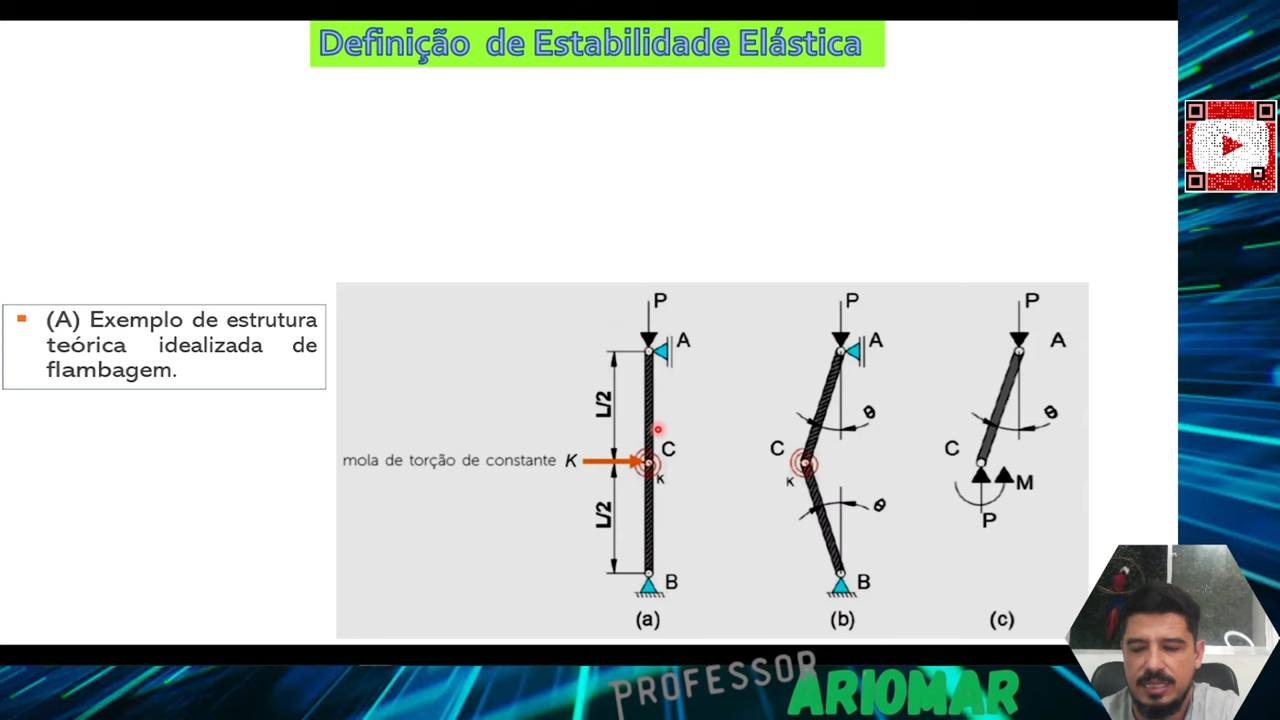 Definição de Estabilidade Elástica
(A) Exemplo de estrutura
teórica idealizada de
flambagem.
P
A
L/2
C
mola de torção de constante K
K
L/2
B
(a)
P
A
θ
C
K
θ
B
(b)
P
A
θ
C
M
P
(c)
PROFESSOR
ARIOMAR